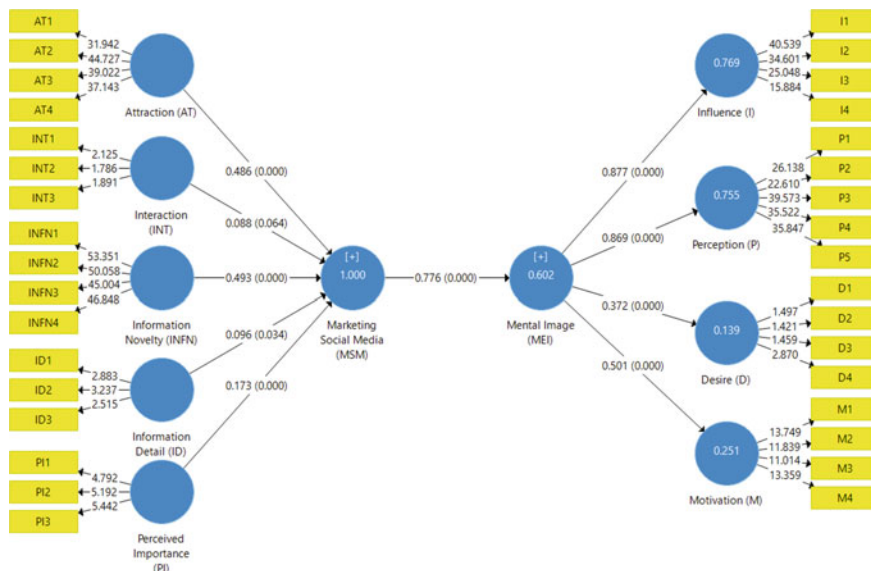 AT1
31.942
AT2
44.727
AT3
39.022
AT4
37.143
Attraction (AT)
INT1
2.125
INT2
1.786
INT3
1.891
Interaction
(INT)
INFN1
53.351
INFN2
50.058
INFN3
45.004
INFN4
46.848
Information
Novelty (INFN)
ID1
2.883
ID2
3.237
ID3
2.515
Information
Detail (ID)
PI1
4.792
PI2
5.192
PI3
5.442
Perceived
Importance
(PI)
0.486 (0.000)
0.088 (0.064)
0.493 (0.000)
0.096 (0.034)
0.173 (0.000)
[+]
1.000
Marketing
Social Media
(MSM)
0.776 (0.000)
[+]
0.602
Mental Image
(MEI)
0.877 (0.000)
0.869 (0.000)
0.372 (0.000)
0.501 (0.000)
0.769
Influence (I)
40.539
I1
34.601
I2
25.048
I3
15.884
I4
0.755
Perception (P)
26.138
P1
22.610
P2
39.573
P3
35.522
P4
35.847
P5
0.139
Desire (D)
1.497
D1
1.421
D2
1.459
D3
2.870
D4
0.251
Motivation (M)
13.749
M1
11.839
M2
11.014
M3
13.359
M4